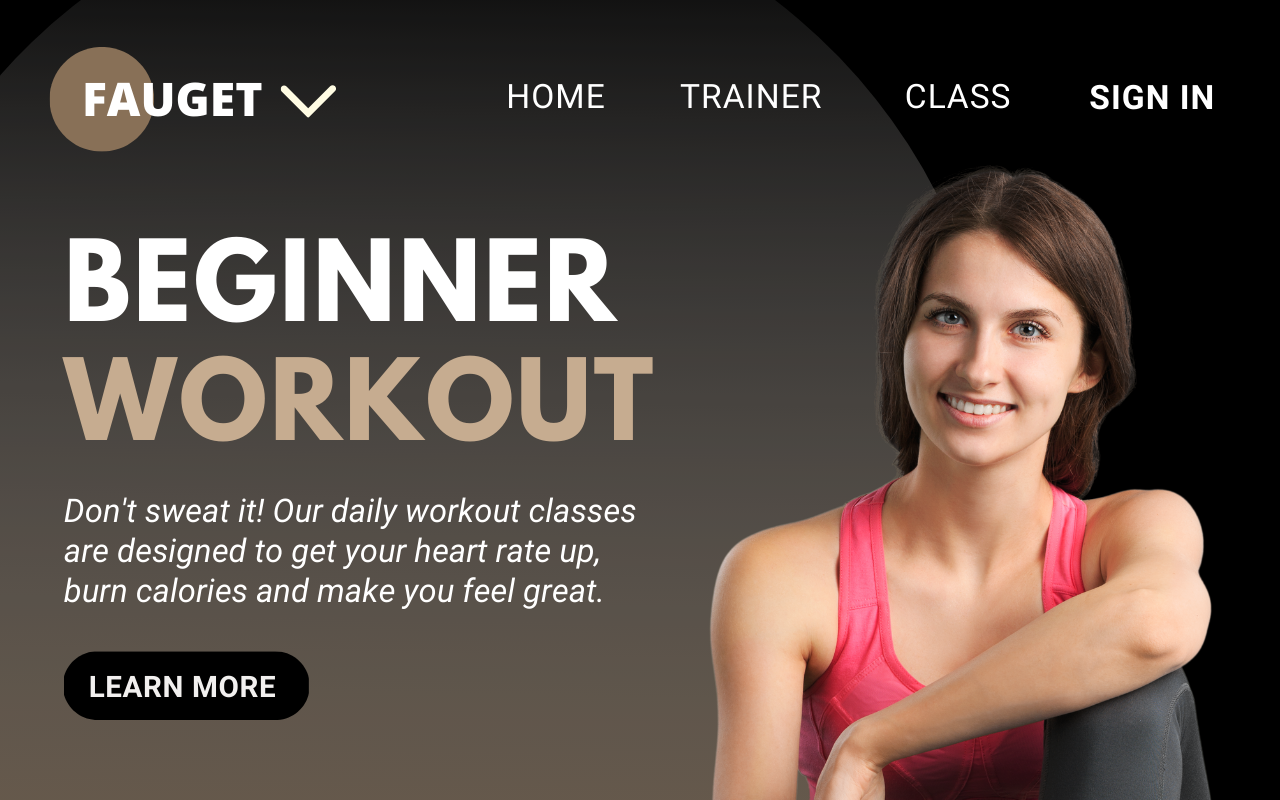 FAUGET
HOME TRAINER CLASS SIGN IN
BEGINNER
WORKOUT
Don't sweat it! Our daily workout classes
are designed to get your heart rate up,
burn calories and make you feel great.
LEARN MORE